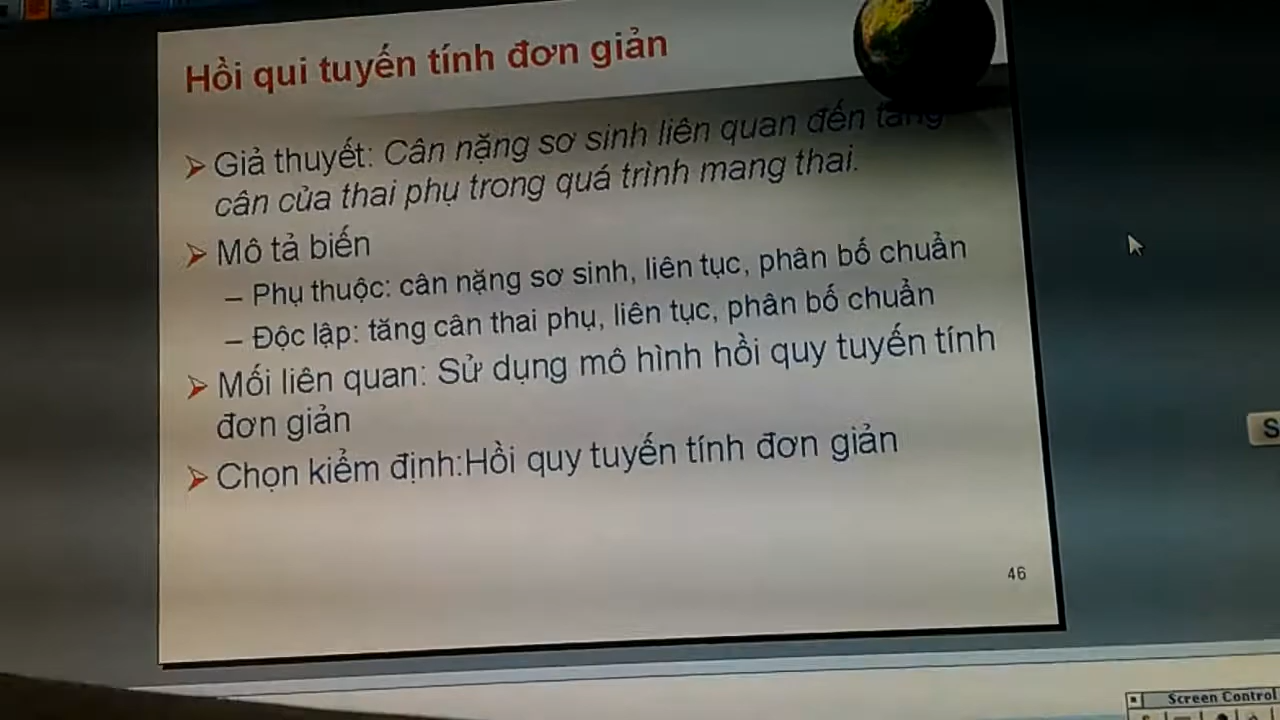 Hồi qui tuyến tính đơn giản
➢ Giả thuyết: Cân nặng sơ sinh liên quan đến tăng
cân của thai phụ trong quá trình mang thai.
➢ Mô tả biến
– Phụ thuộc: cân nặng sơ sinh, liên tục, phân bố chuẩn
– Độc lập: tăng cân thai phụ, liên tục, phân bố chuẩn
➢ Mối liên quan: Sử dụng mô hình hồi quy tuyến tính
đơn giản
➢ Chọn kiểm định:Hồi quy tuyến tính đơn giản
46
S
Screen Control